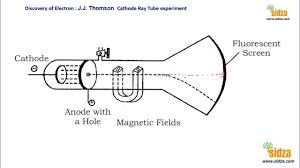 Discovery of Electron : J.J. Thomson Cathode Ray Tube experiment
sidza
www.sidza.com
Cathode
Fluorescent
Screen
Anode with
a Hole
Magnetic Fields
sidza
www.sidza.com